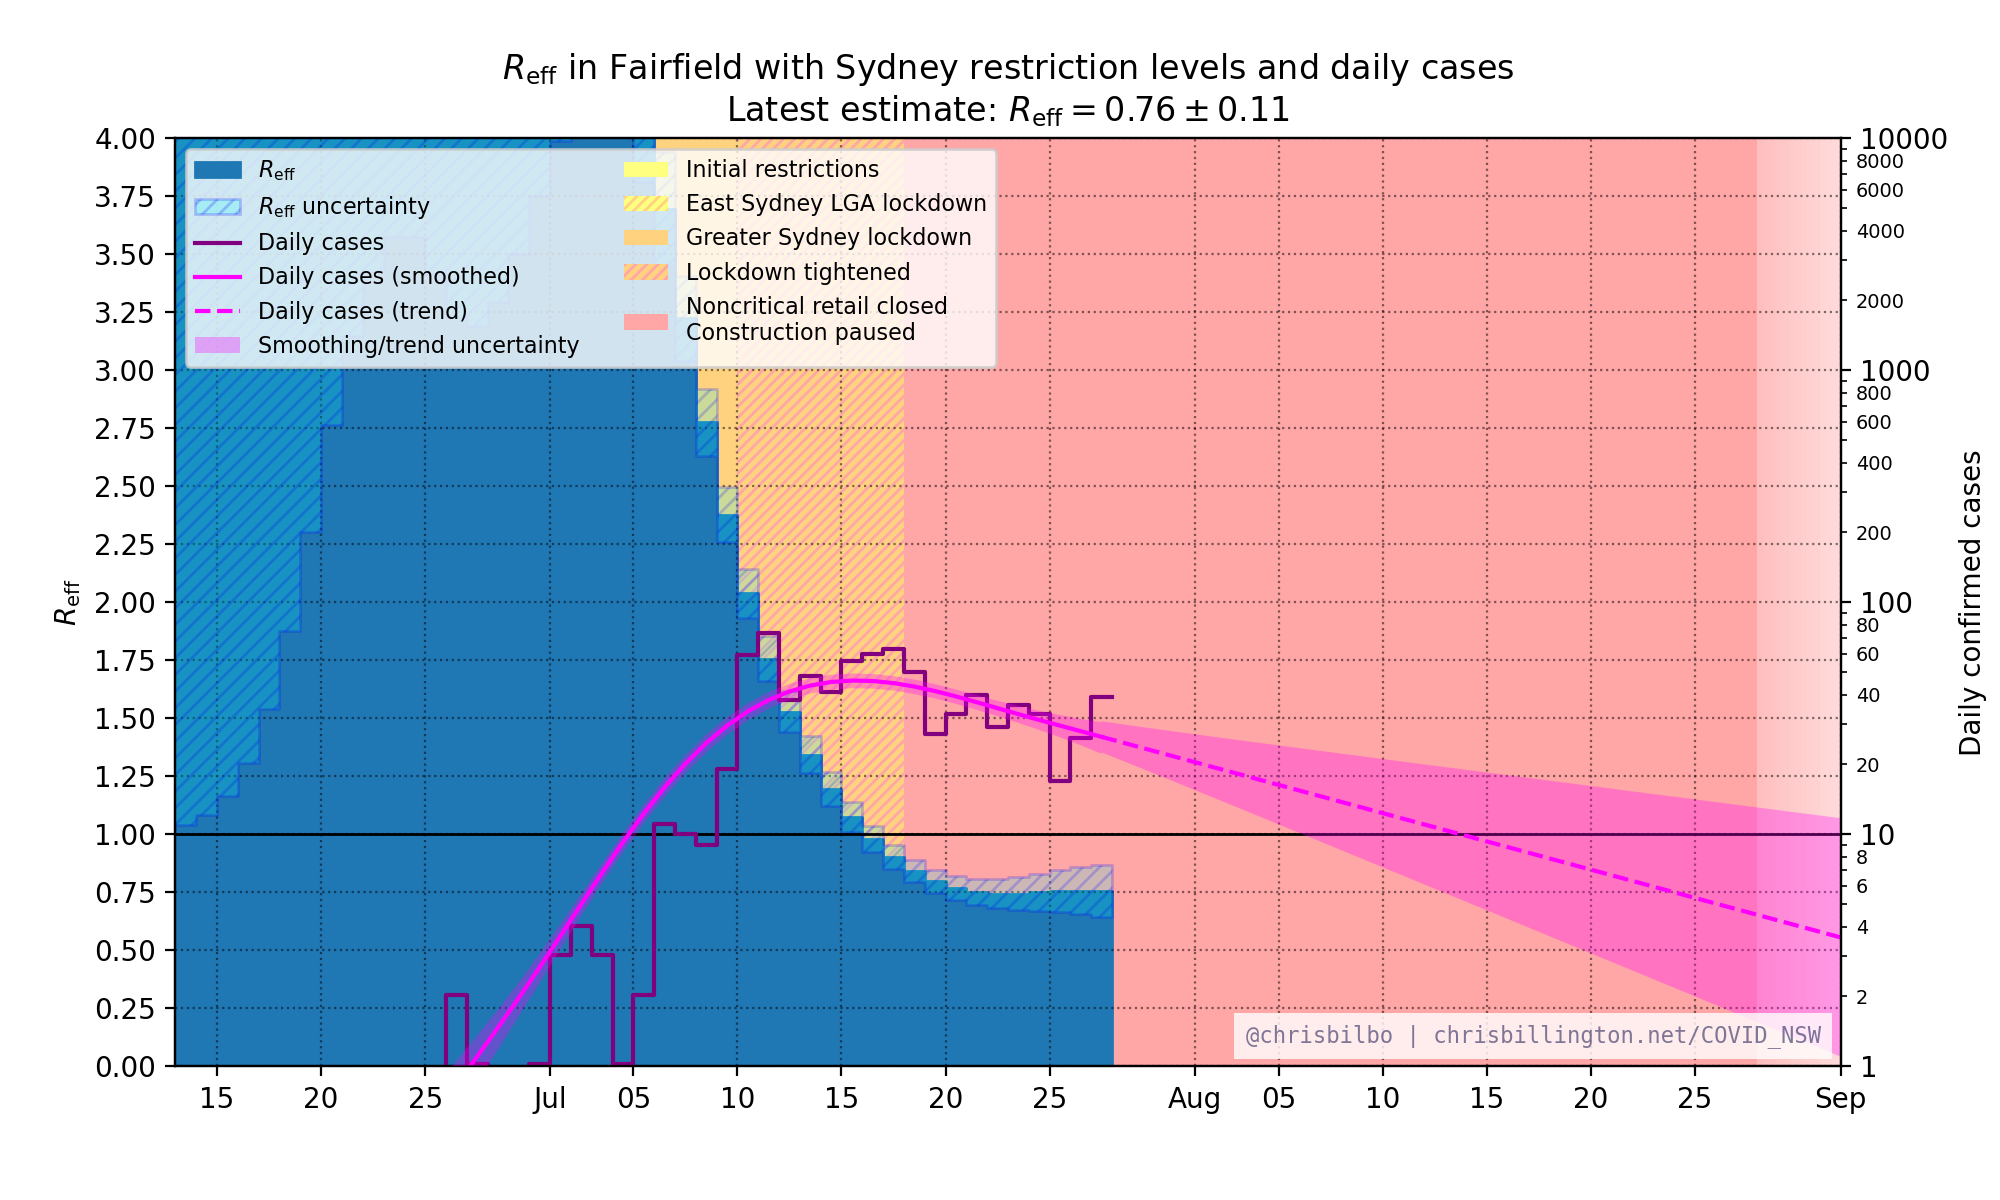 R_eff in Fairfield with Sydney restriction levels and daily cases
Latest estimate: R_eff = 0.76 ± 0.11
R_eff
R_eff uncertainty
Daily cases
Daily cases (smoothed)
Daily cases (trend)
Smoothing/trend uncertainty
Initial restrictions
East Sydney LGA lockdown
Greater Sydney lockdown
Lockdown tightened
Noncritical retail closed
Construction paused
4.00
3.75
3.50
3.25
3.00
2.75
2.50
2.25
2.00
1.75
1.50
1.25
1.00
0.75
0.50
0.25
0.00
R_eff
10000
8000
6000
4000
2000
1000
800
600
400
200
100
80
60
40
20
10
8
6
4
2
1
Daily confirmed cases
@chrisbilbo | chrisbillington.net/COVID_NSW
15 20 25 Jul 05 10 15 20 25 Aug 05 10 15 20 25 Sep